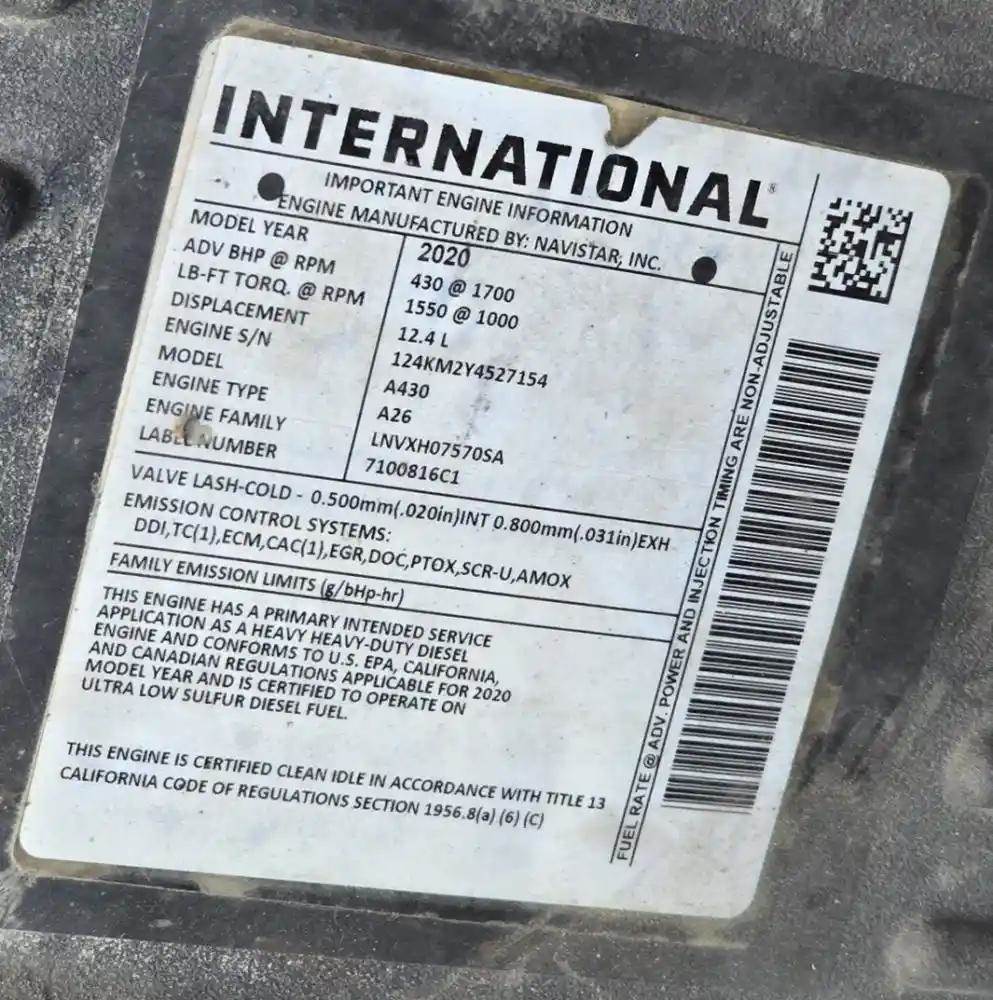 INTERNATIONAL®
IMPORTANT ENGINE INFORMATION
ENGINE MANUFACTURED BY: NAVISTAR, INC.
MODEL YEAR 2020
ADV BHP @ RPM 430 @ 1700
LB-FT TORQ. @ RPM 1550 @ 1000
DISPLACEMENT 12.4 L
ENGINE S/N 124KM2Y4527154
MODEL A430
ENGINE TYPE A26
ENGINE FAMILY LNVXH07570SA
LABEL NUMBER 7100816C1
VALVE LASH-COLD - 0.500mm(.020in)INT 0.800mm(.031in)EXH
EMISSION CONTROL SYSTEMS:
DDI,TC(1),ECM,CAC(1),EGR,DOC,PTOX,SCR-U,AMOX
FAMILY EMISSION LIMITS (g/bHp-hr)
THIS ENGINE HAS A PRIMARY INTENDED SERVICE
APPLICATION AS A HEAVY HEAVY-DUTY DIESEL
ENGINE AND CONFORMS TO U.S. EPA, CALIFORNIA,
AND CANADIAN REGULATIONS APPLICABLE FOR 2020
MODEL YEAR AND IS CERTIFIED TO OPERATE ON
ULTRA LOW SULFUR DIESEL FUEL.
THIS ENGINE IS CERTIFIED CLEAN IDLE IN ACCORDANCE WITH TITLE 13
CALIFORNIA CODE OF REGULATIONS SECTION 1956.8(a) (6) (C)
FUEL RATE @ ADV. POWER AND INJECTION TIMING ARE NON-ADJUSTABLE